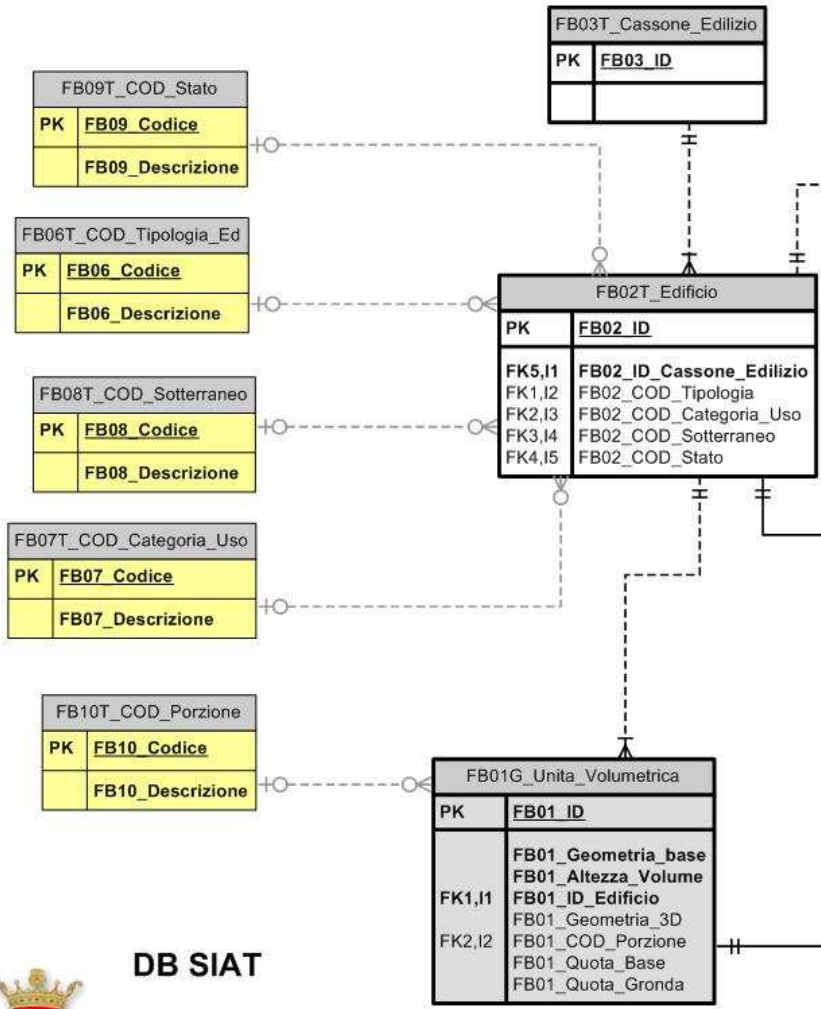 FB03T_Cassone_Edilizio
PK FB03_ID
FB09T_COD_Stato
PK FB09_Codice
FB09_Descrizione
FB06T_COD_Tipologia_Ed
PK FB06_Codice
FB06_Descrizione
FB02T_Edificio
PK FB02_ID
FK5,I1 FB02_ID_Cassone_Edilizio
FK1,I2 FB02_COD_Tipologia
FK2,I3 FB02_COD_Categoria_Uso
FK3,I4 FB02_COD_Sotterraneo
FK4,I5 FB02_COD_Stato
FB08T_COD_Sotterraneo
PK FB08_Codice
FB08_Descrizione
FB07T_COD_Categoria_Uso
PK FB07_Codice
FB07_Descrizione
FB10T_COD_Porzione
PK FB10_Codice
FB10_Descrizione
FB01G_Unita_Volumetrica
PK FB01_ID
FB01_Geometria_base
FB01_Altezza_Volume
FK1,I1 FB01_ID_Edificio
FB01_Geometria_3D
FK2,I2 FB01_COD_Porzione
FB01_Quota_Base
FB01_Quota_Gronda
DB SIAT